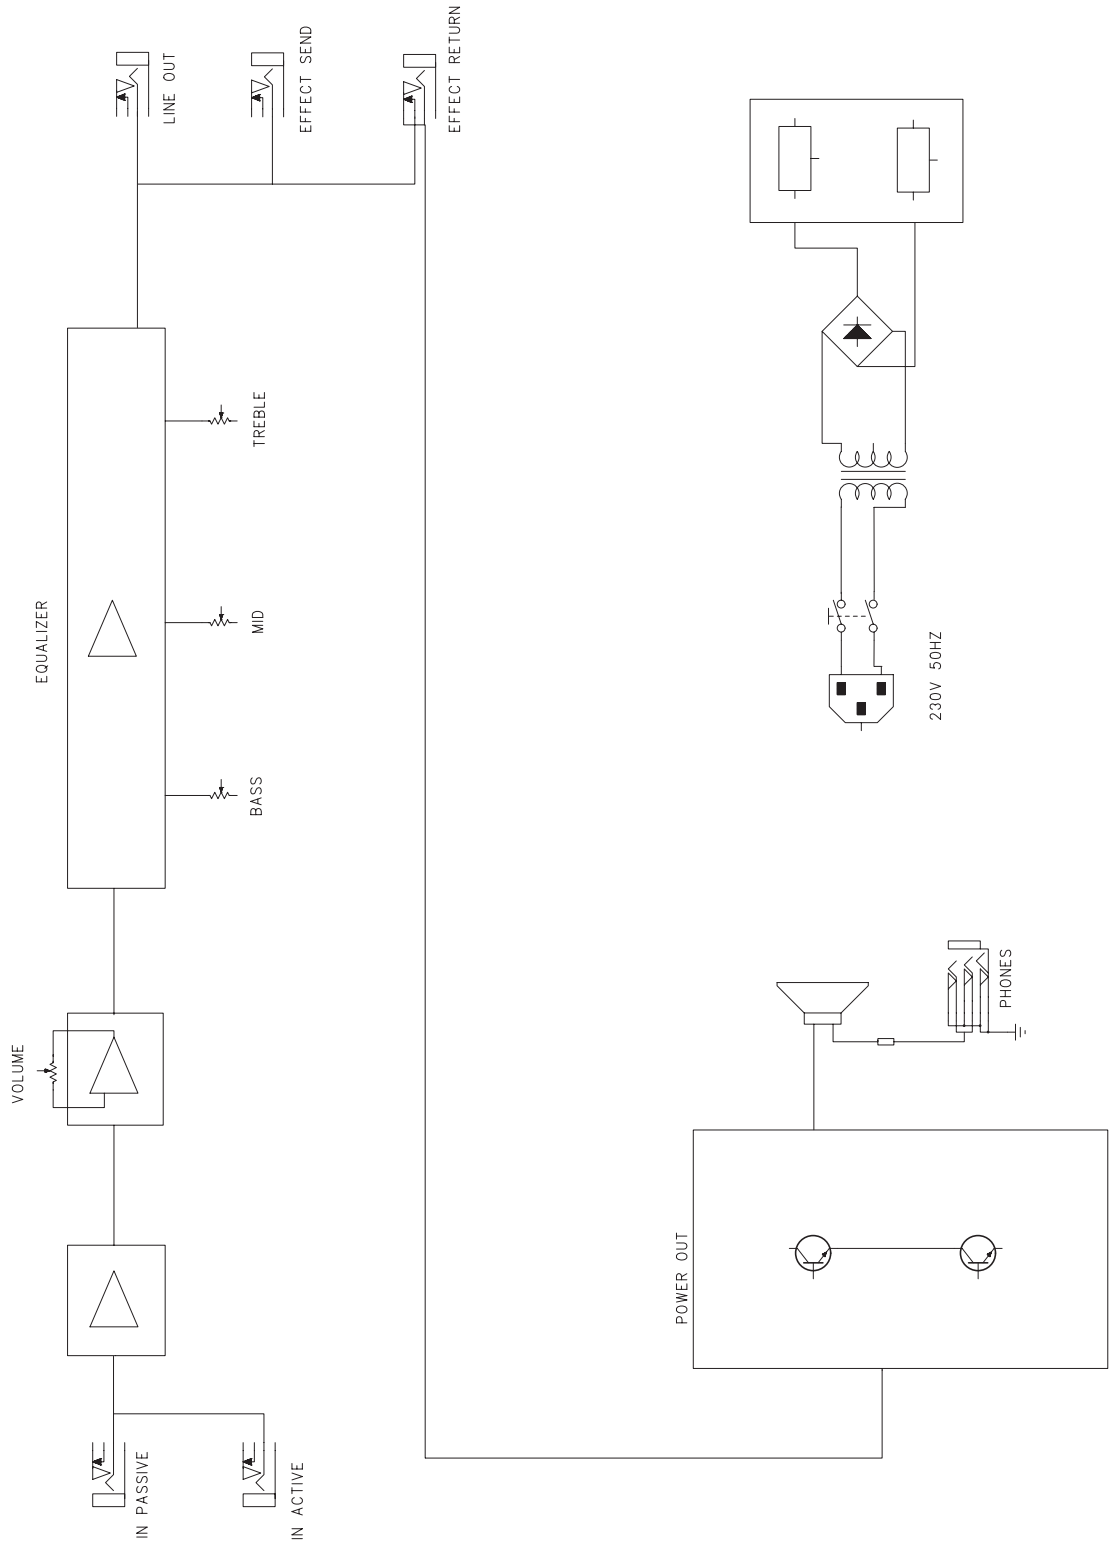 IN PASSIVE
IN ACTIVE
VOLUME
EQUALIZER
BASS
MID
TREBLE
LINE OUT
EFFECT SEND
EFFECT RETURN
POWER OUT
PHONES
230V 50HZ